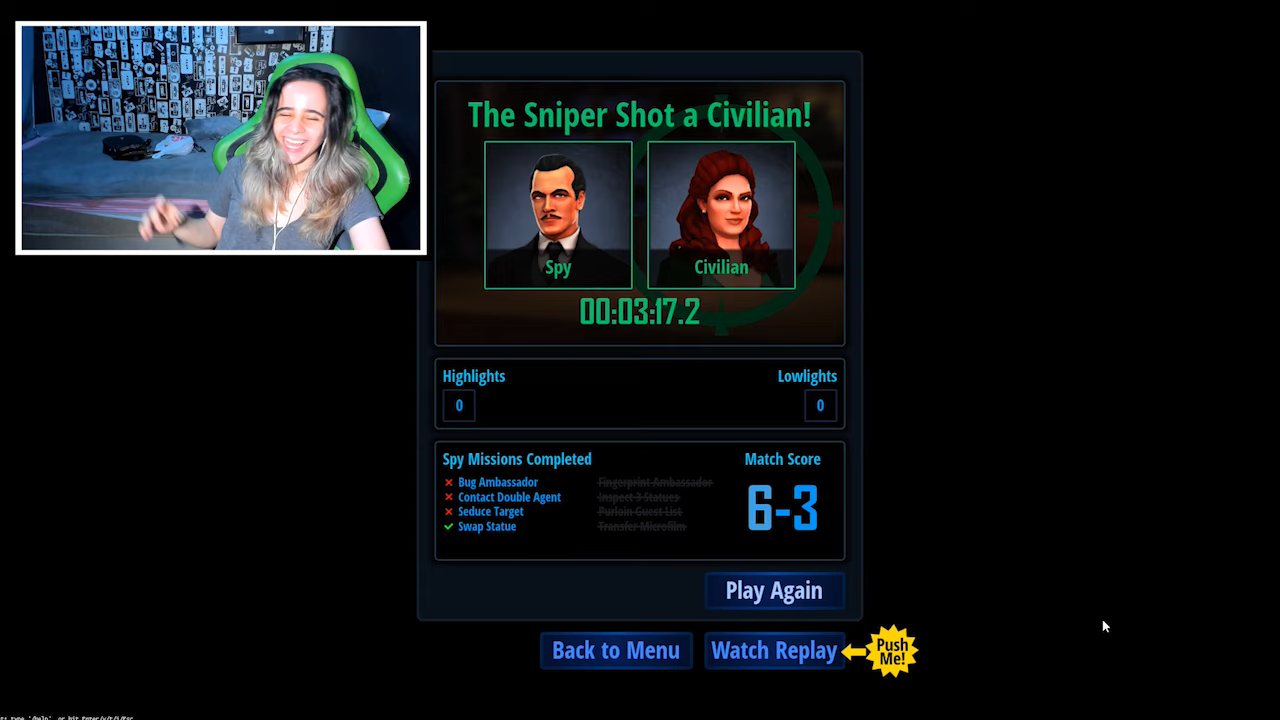 The Sniper Shot a Civilian!
Spy
Civilian
00:03:17.2
Highlights
Lowlights
0
0
Spy Missions Completed
Match Score
Bug Ambassador
Fingerprint Ambassador
Contact Double Agent
Inspect 3 Statues
Seduce Target
Purloin Guest List
Swap Statue
Transfer Microfilm
6-3
Play Again
Back to Menu
Watch Replay
Push
Me!